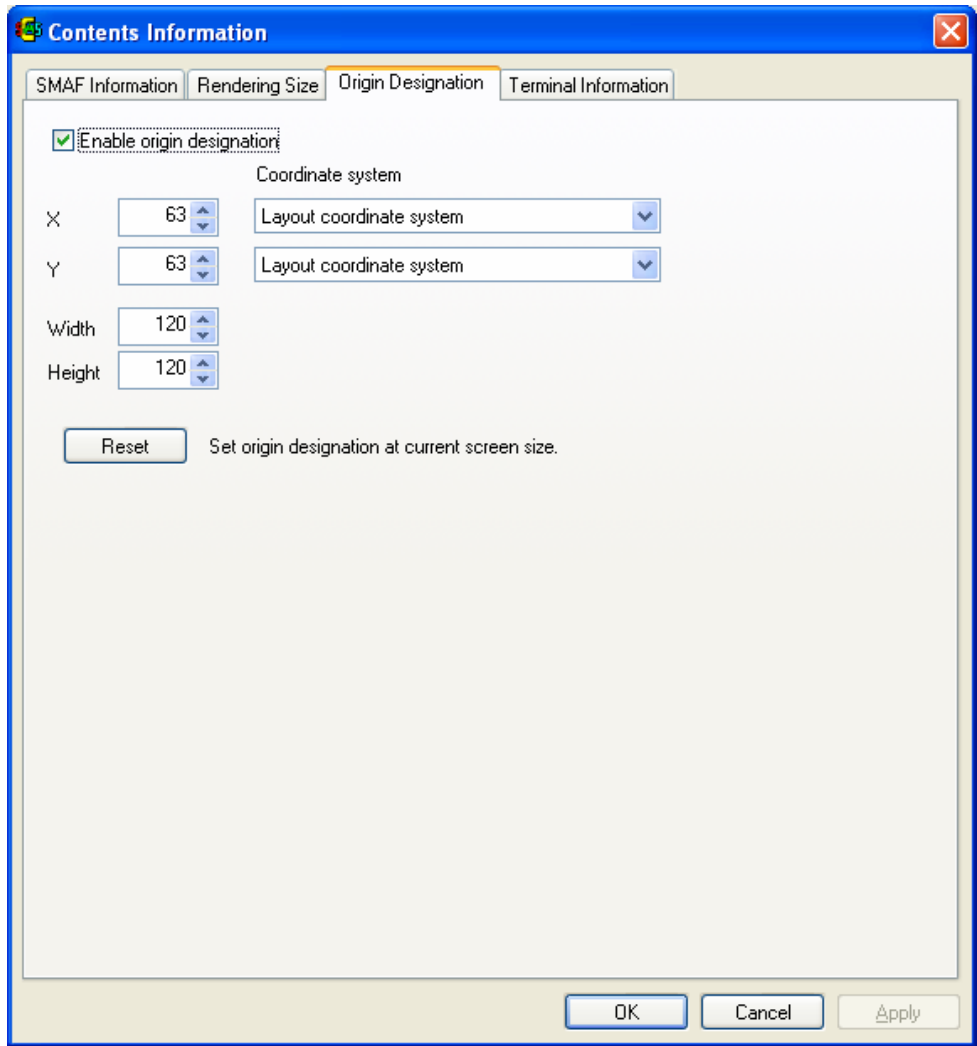 Contents Information
SMAF Information Rendering Size Origin Designation Terminal Information
Enable origin designation
Coordinate system
X 63 Layout coordinate system
Y 63 Layout coordinate system
Width 120
Height 120
Reset Set origin designation at current screen size.
OK Cancel Apply